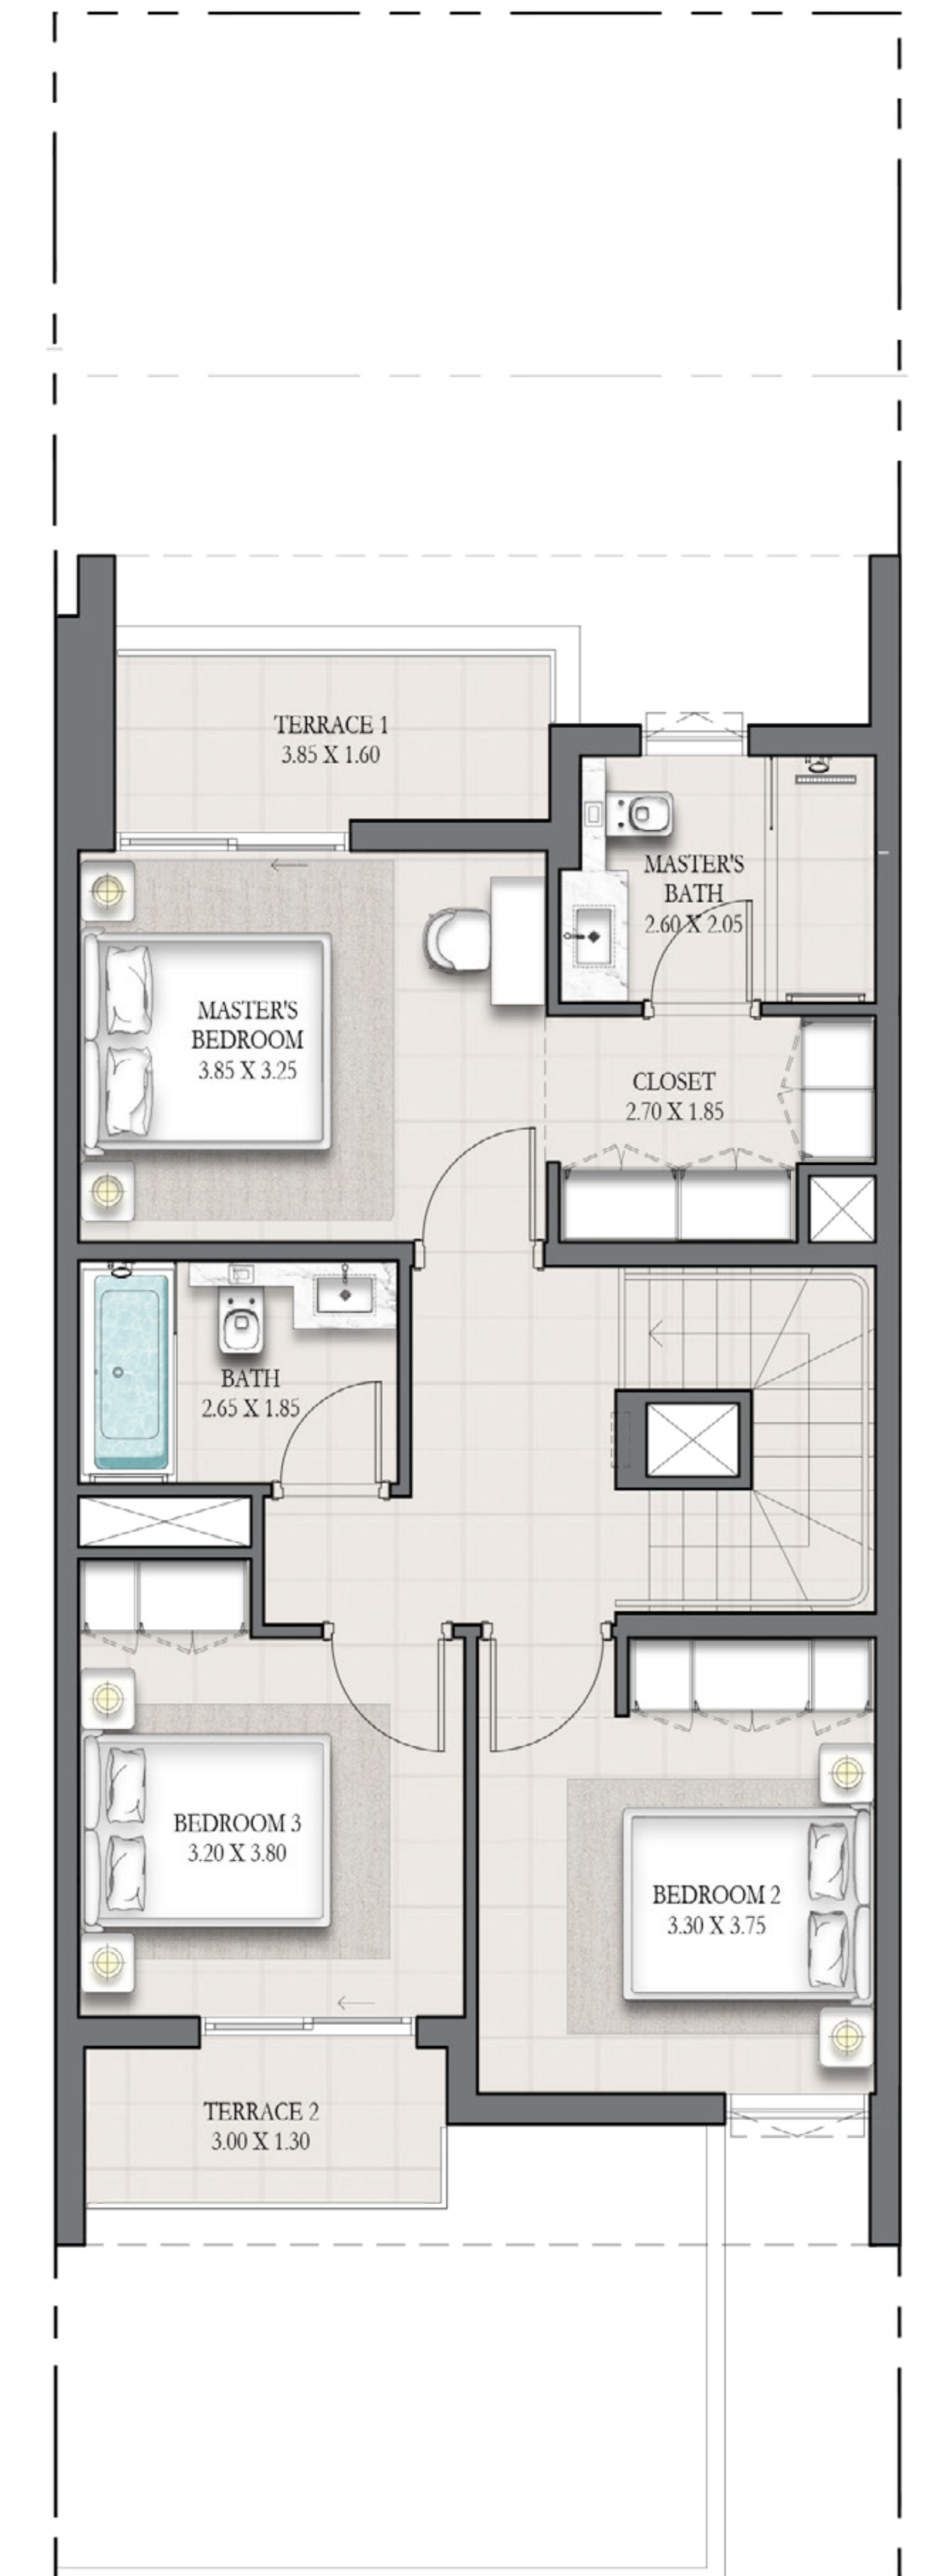 TERRACE 1
3.85 X 1.60
MASTER'S
BATH
2.60 X 2.05
MASTER'S
BEDROOM
3.85 X 3.25
CLOSET
2.70 X 1.85
BATH
2.65 X 1.85
BEDROOM 3
3.20 X 3.80
BEDROOM 2
3.30 X 3.75
TERRACE 2
3.00 X 1.30